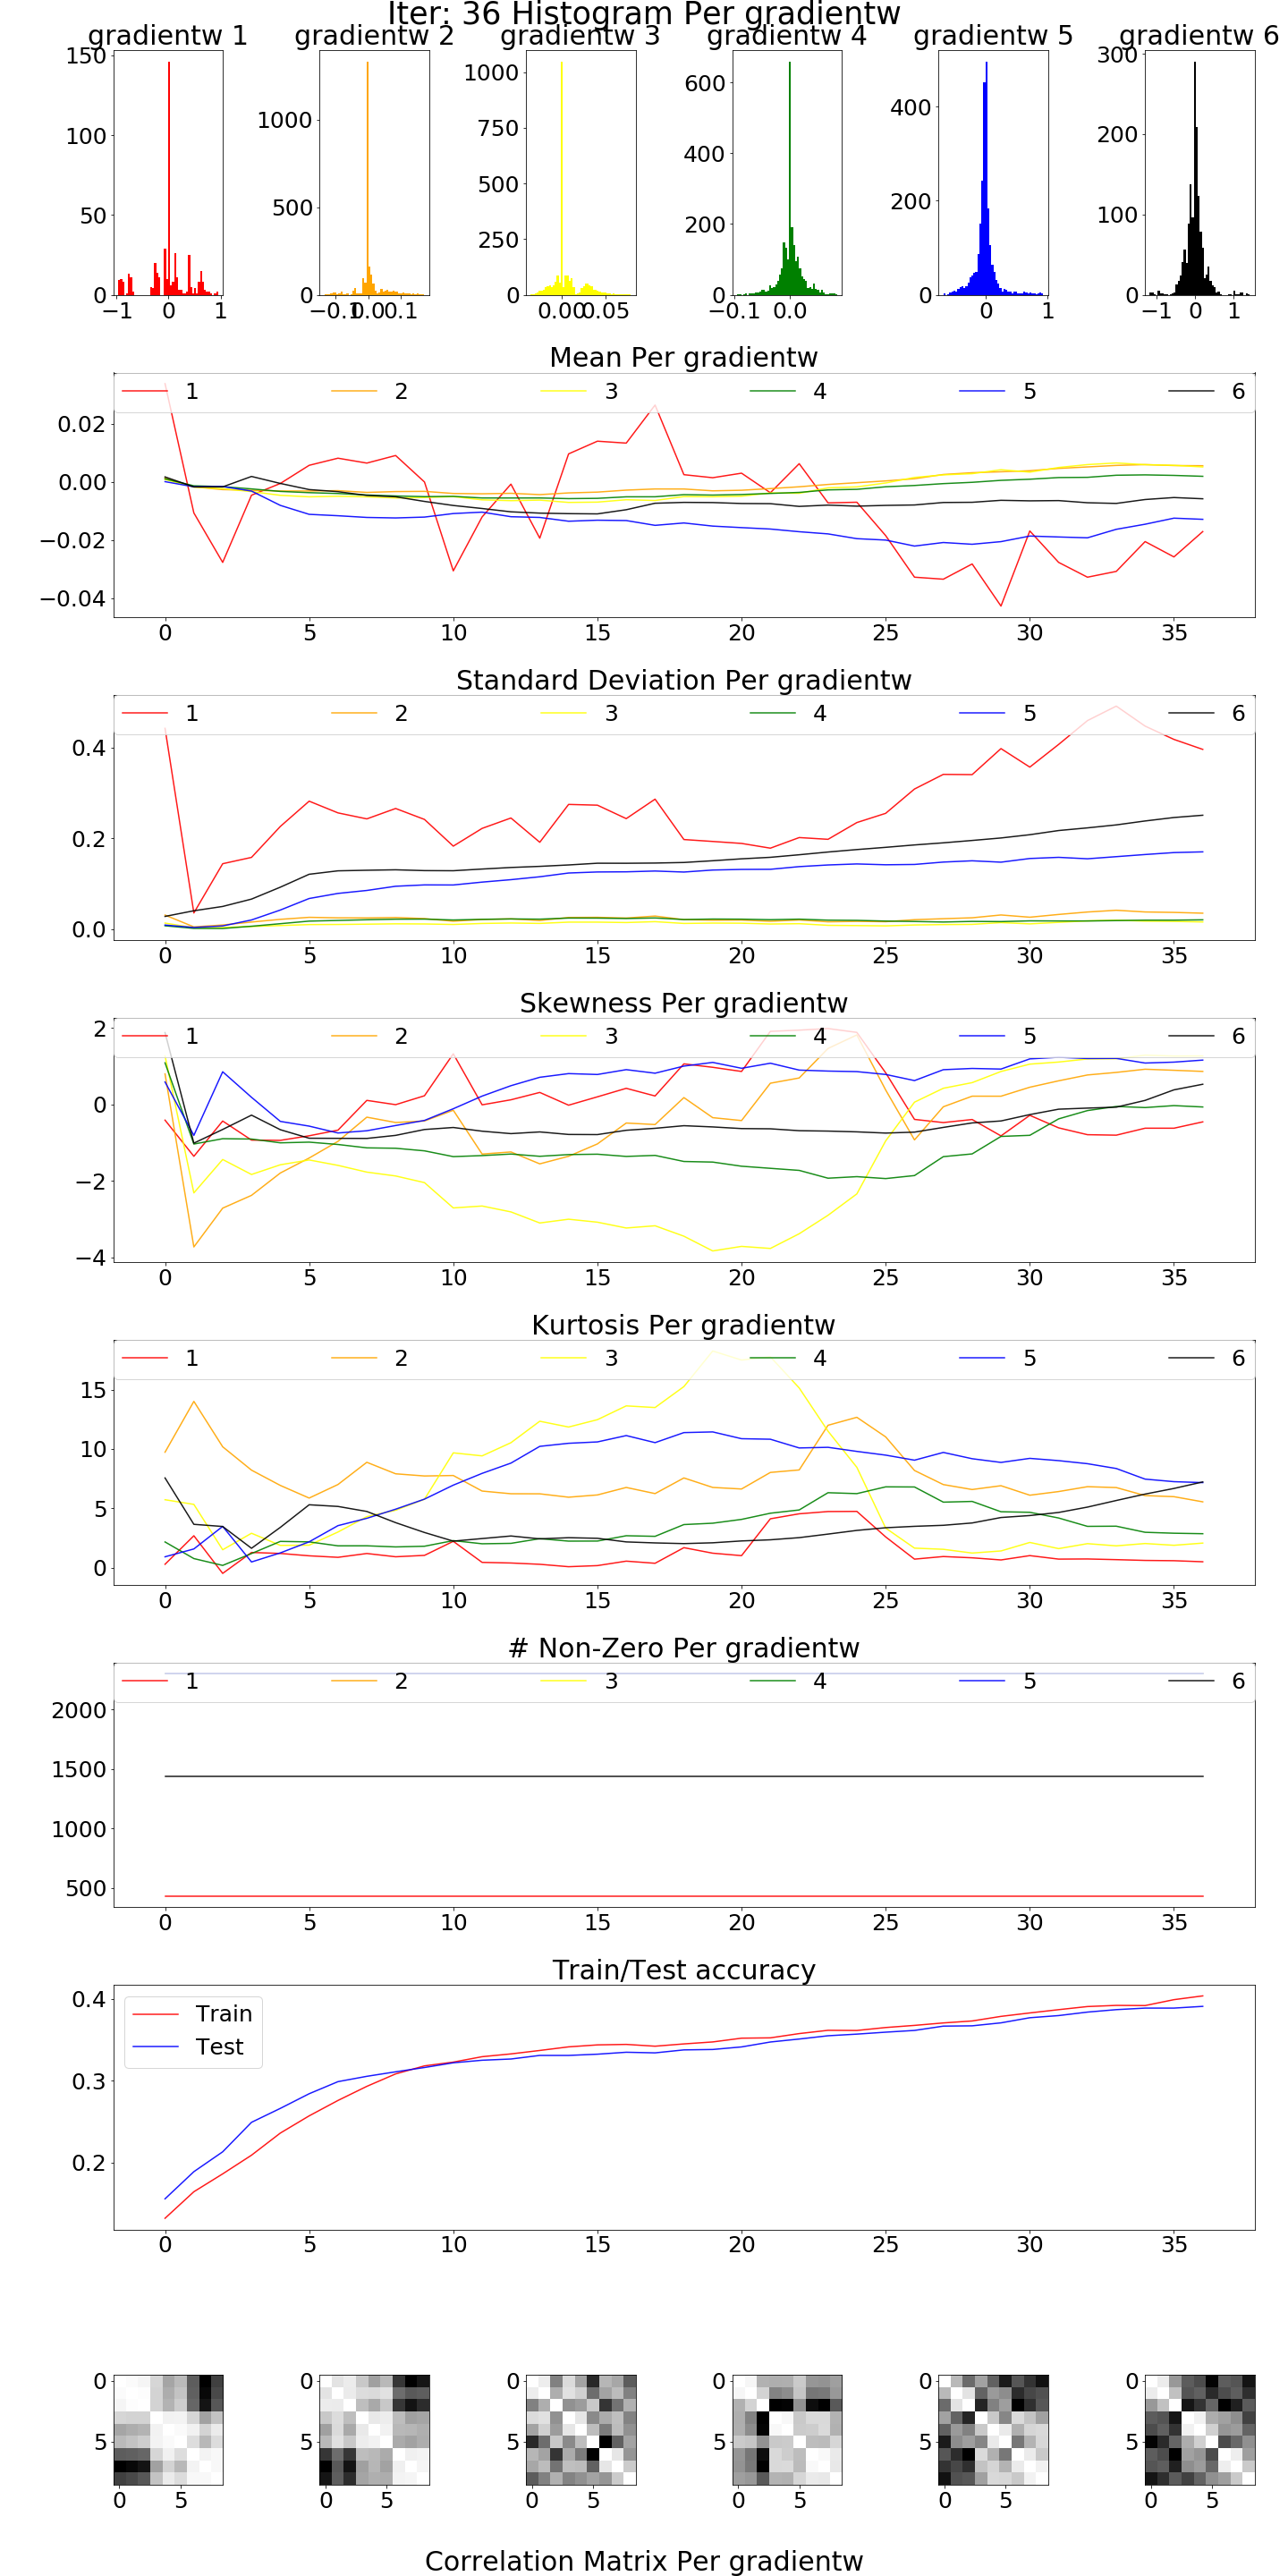 Iter: 36 Histogram Per gradientw
gradientw 1 gradientw 2 gradientw 3 gradientw 4 gradientw 5 gradientw 6
150
100
50
0
−1 0 1
1000
500
0
−0.1 0.00 0.1
1000
750
500
250
0
0.00 0.05
600
400
200
0
−0.1 0.0
400
200
0
0 1
300
200
100
0
−1 0 1
Mean Per gradientw
1 2 3 4 5 6
0.02
0.00
−0.02
−0.04
0 5 10 15 20 25 30 35
Standard Deviation Per gradientw
1 2 3 4 5 6
0.4
0.2
0.0
0 5 10 15 20 25 30 35
Skewness Per gradientw
1 2 3 4 5 6
2
0
−2
−4
0 5 10 15 20 25 30 35
Kurtosis Per gradientw
1 2 3 4 5 6
15
10
5
0
0 5 10 15 20 25 30 35
# Non-Zero Per gradientw
1 2 3 4 5 6
2000
1500
1000
500
0 5 10 15 20 25 30 35
Train/Test accuracy
Train
Test
0.4
0.3
0.2
0 5 10 15 20 25 30 35
0 0 0 0 0 0
5 5 5 5 5 5
0 5 0 5 0 5 0 5 0 5 0 5
Correlation Matrix Per gradientw